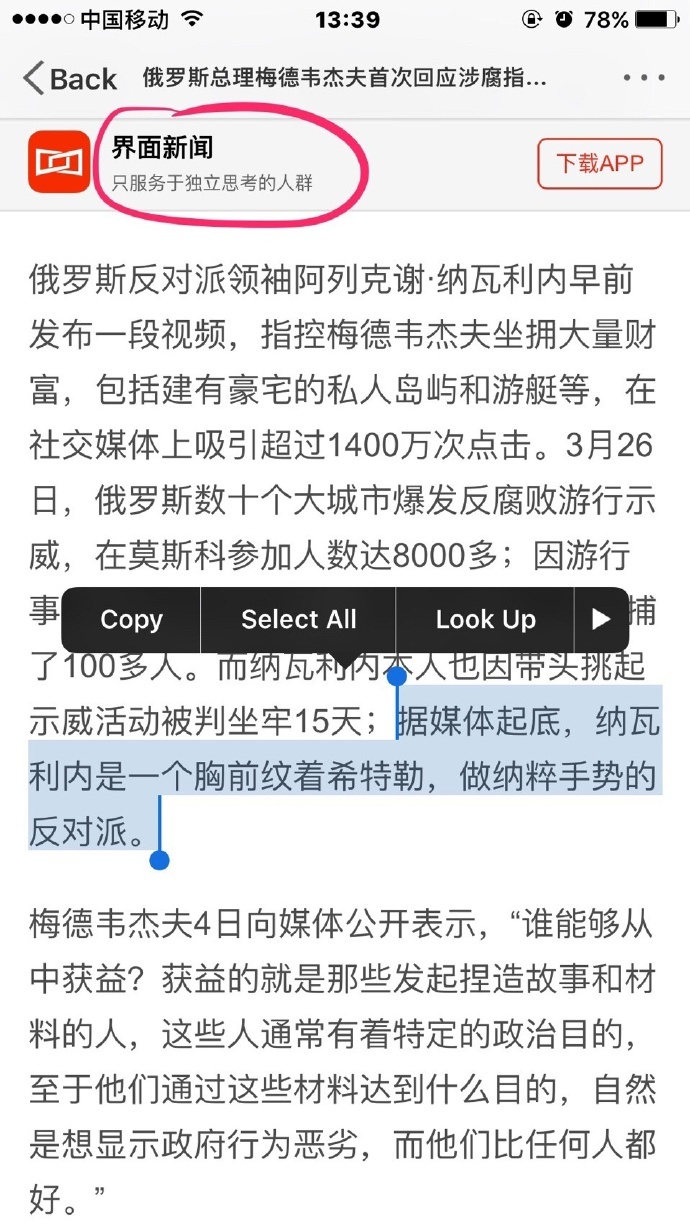 中国移动 13:39 78%
Back 俄罗斯总理梅德韦杰夫首次回应涉腐指...
界面新闻
只服务于独立思考的人群
下载APP
俄罗斯反对派领袖阿列克谢·纳瓦利内早前
发布一段视频，指控梅德韦杰夫坐拥大量财
富，包括建有豪宅的私人岛屿和游艇等，在
社交媒体上吸引超过1400万次点击。3月26
日，俄罗斯数十个大城市爆发反腐败游行示
威，在莫斯科参加人数达8000多；因游行
事
Copy Select All Look Up
捕
了100多人。而纳瓦利内本人也因带头挑起
示威活动被判坐牢15天；据媒体起底，纳瓦
利内是一个胸前纹着希特勒，做纳粹手势的
反对派。
梅德韦杰夫4日向媒体公开表示，“谁能够从
中获益？获益的就是那些发起捏造故事和材
料的人，这些人通常有着特定的政治目的，
至于他们通过这些材料达到什么目的，自然
是想显示政府行为恶劣，而他们比任何人都
好。”